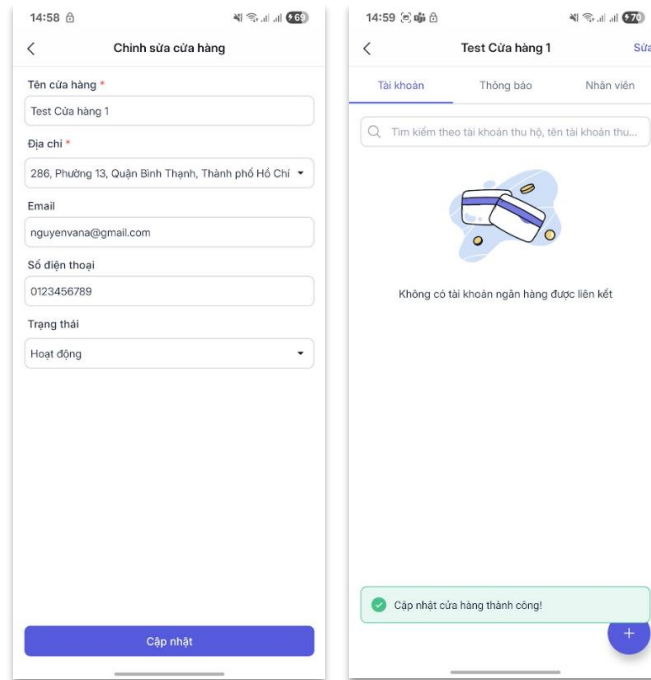 14:58
69
Chỉnh sửa cửa hàng
Tên cửa hàng *
Test Cửa hàng 1
Địa chỉ *
286, Phường 13, Quận Bình Thạnh, Thành phố Hồ Chí
Email
nguyenvana@gmail.com
Số điện thoại
0123456789
Trạng thái
Hoạt động
Cập nhật
14:59
70
Test Cửa hàng 1
Sửa
Tài khoản
Thông báo
Nhân viên
Tìm kiếm theo tài khoản thu hộ, tên tài khoản thu...
Không có tài khoản ngân hàng được liên kết
Cập nhật cửa hàng thành công!
+